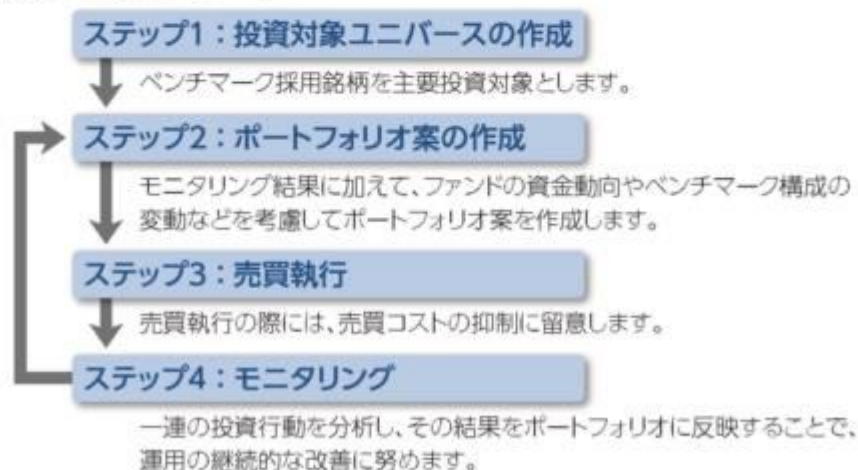 ステップ1：投資対象ユニバースの作成
ベンチマーク採用銘柄を主要投資対象とします。
ステップ2：ポートフォリオ案の作成
モニタリング結果に加えて、ファンドの資金動向やベンチマーク構成の
変動などを考慮してポートフォリオ案を作成します。
ステップ3：売買執行
売買執行の際には、売買コストの抑制に留意します。
ステップ4：モニタリング
一連の投資行動を分析し、その結果をポートフォリオに反映することで、
運用の継続的な改善に努めます。